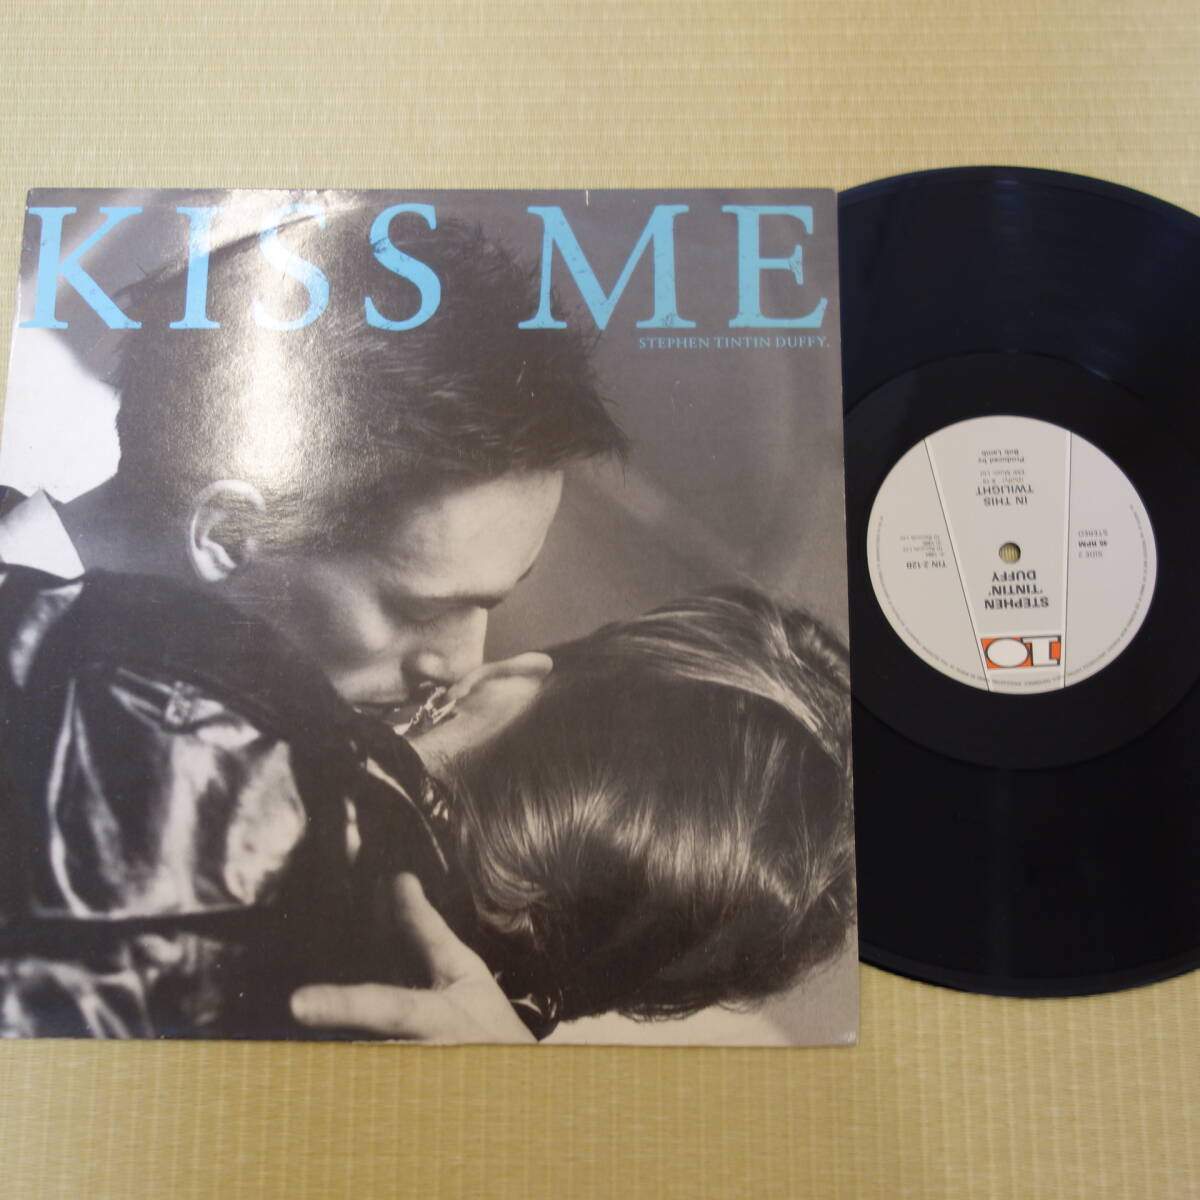 KISS ME
STEPHEN TINTIN DUFFY.
10
STEPHEN
'TINTIN'
DUFFY
SIDE 2
STEREO
45 RPM
TIN 2-12B
IN THIS
TWILIGHT
Produced by
Bob Lamb